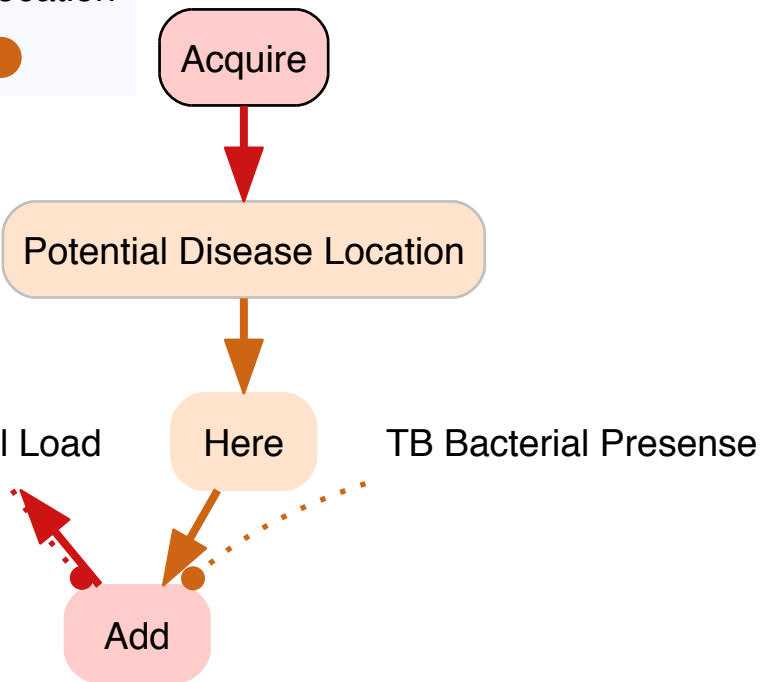 Acquire
Potential Disease Location
Load
Here
TB Bacterial Presense
Add